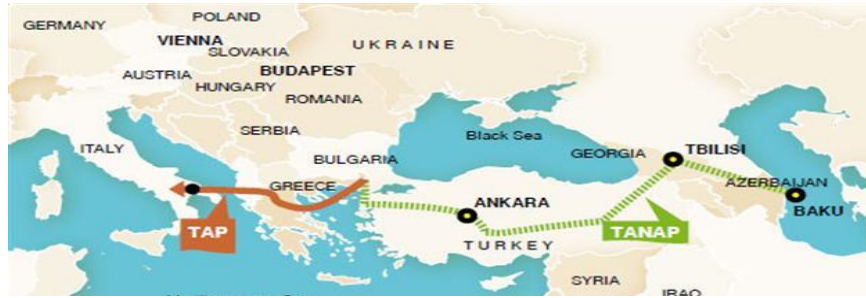 POLAND
GERMANY
VIENNA
UKRAINE
SLOVAKIA
AUSTRIA
BUDAPEST
HUNGARY
ROMANIA
SERBIA
ITALY
Black Sea
BULGARIA
GEORGIA
TBILISI
GREECE
AZERBAIJAN
ANKARA
BAKU
TAP
TANAP
TURKEY
SYRIA
IRAQ